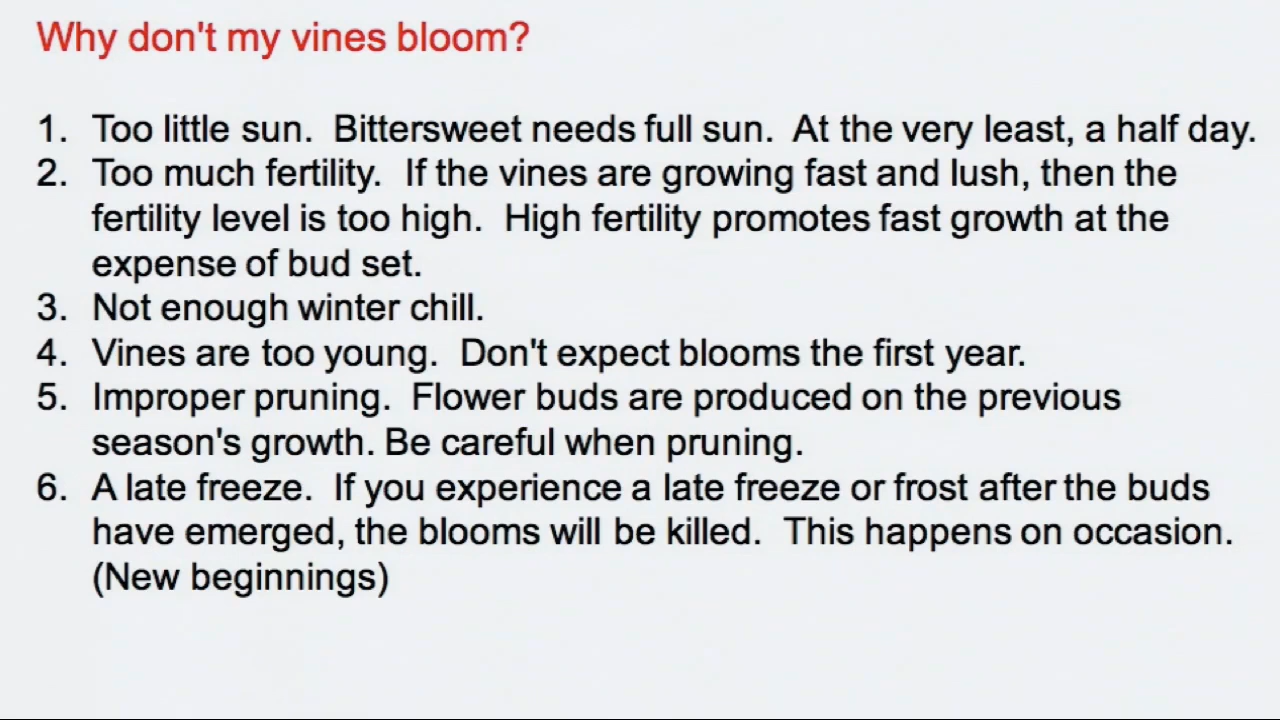 Why don't my vines bloom?
1. Too little sun. Bittersweet needs full sun. At the very least, a half day.
2. Too much fertility. If the vines are growing fast and lush, then the
fertility level is too high. High fertility promotes fast growth at the
expense of bud set.
3. Not enough winter chill.
4. Vines are too young. Don't expect blooms the first year.
5. Improper pruning. Flower buds are produced on the previous
season's growth. Be careful when pruning.
6. A late freeze. If you experience a late freeze or frost after the buds
have emerged, the blooms will be killed. This happens on occasion.
(New beginnings)